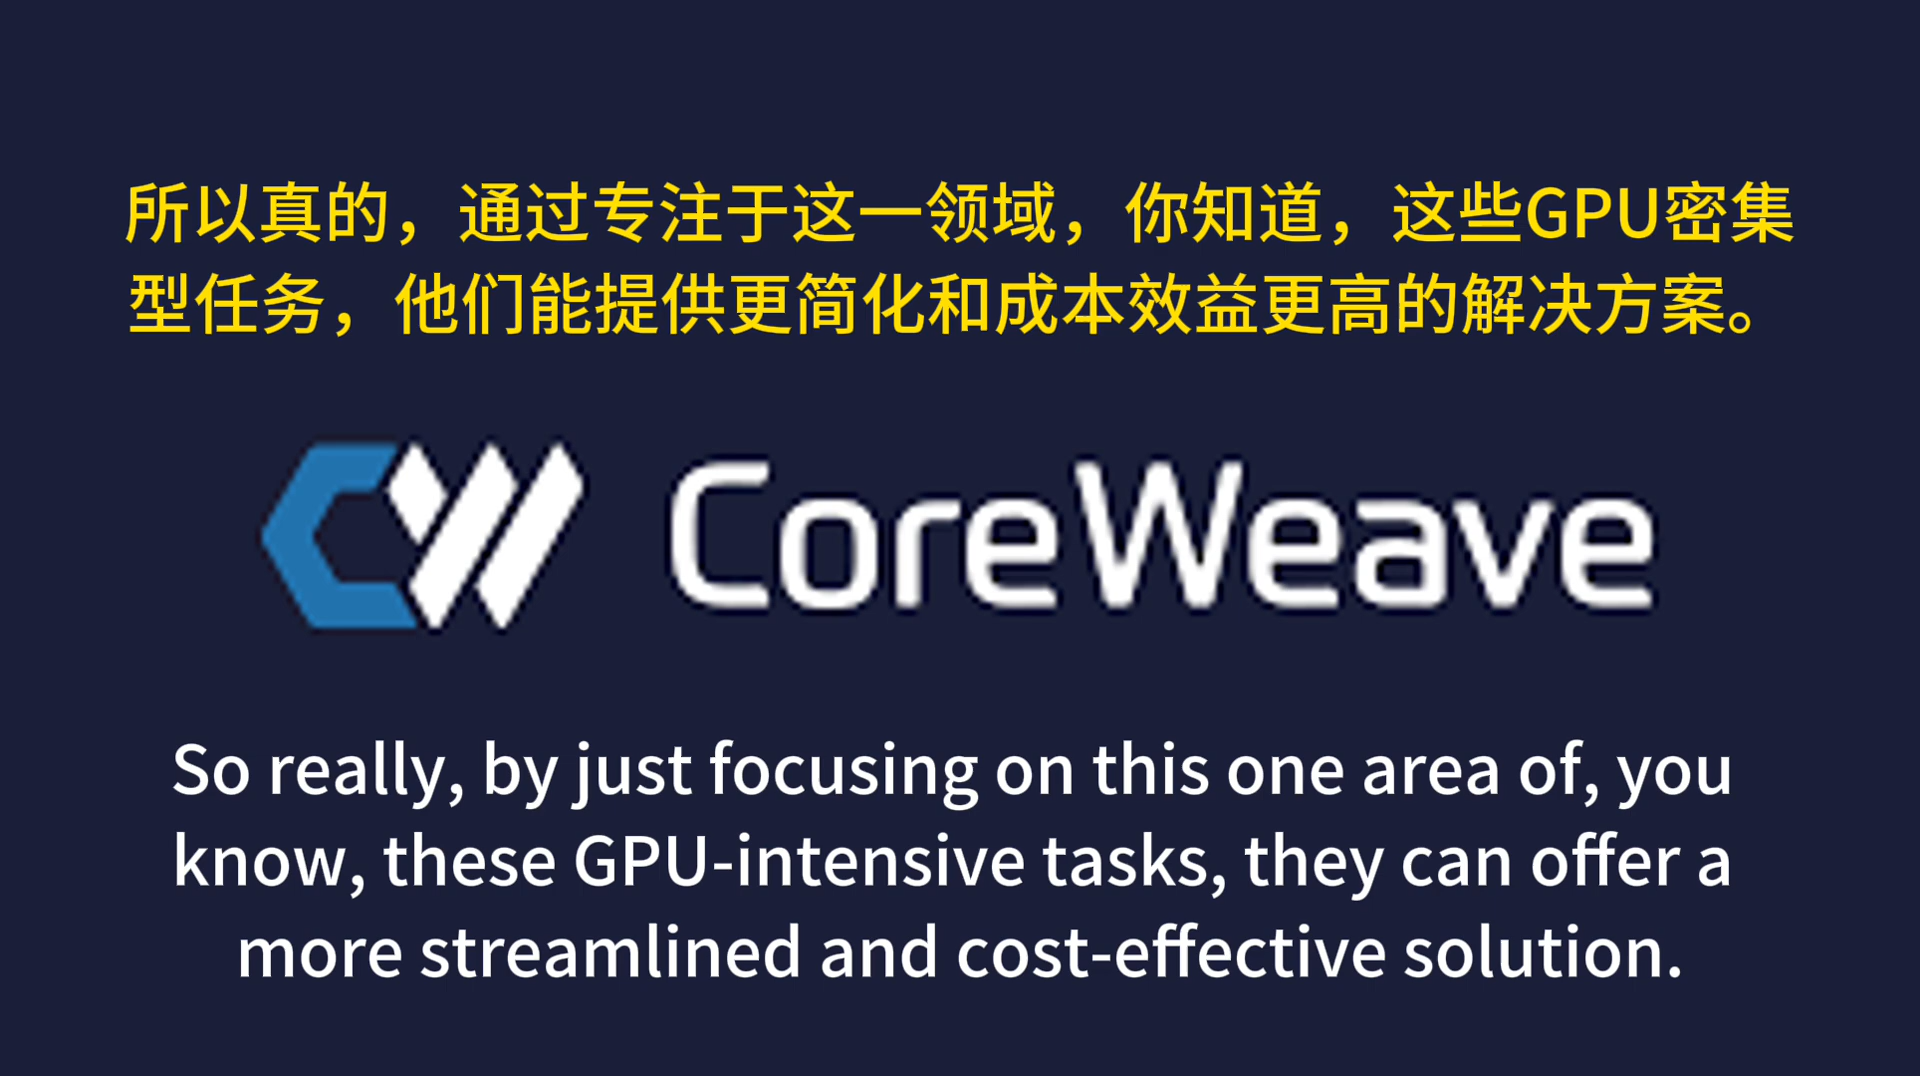 所以真的，通过专注于这一领域，你知道，这些GPU密集
型任务，他们能提供更简化和成本效益更高的解决方案。
CoreWeave
So really, by just focusing on this one area of, you
know, these GPU-intensive tasks, they can offer a
more streamlined and cost-effective solution.